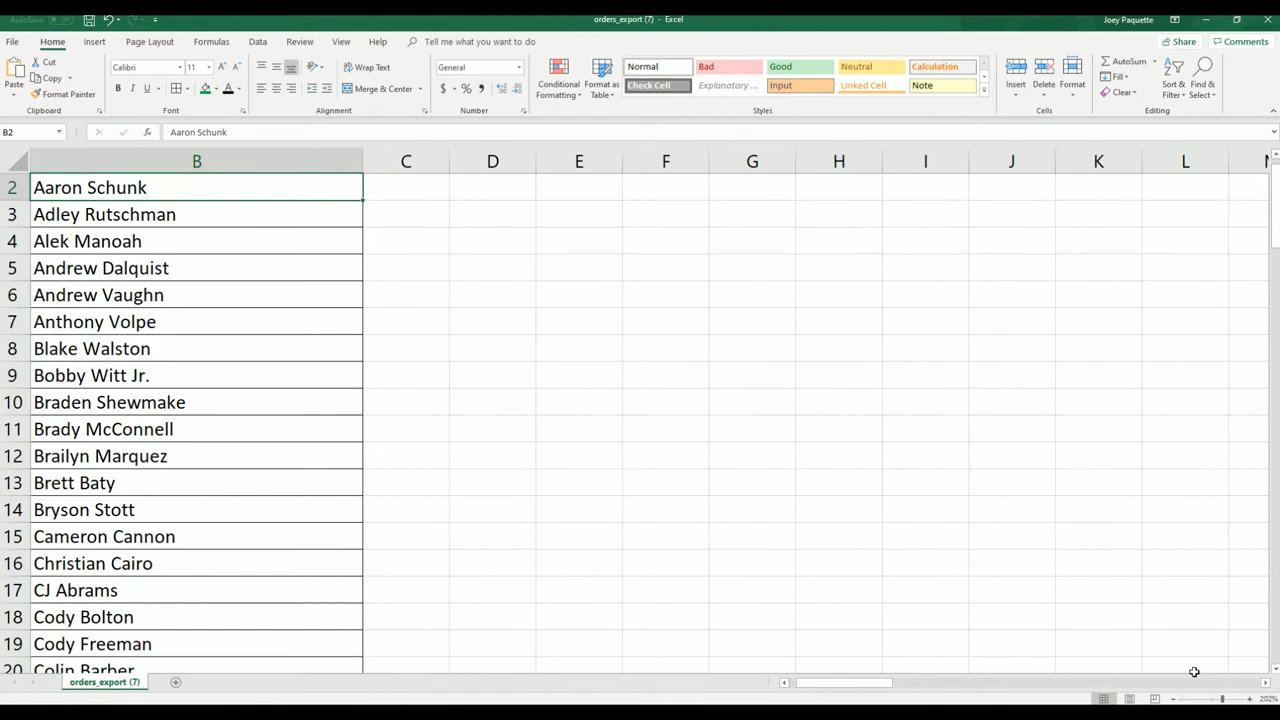 AutoSave Off
orders_export (7) - Excel
Joey Paquette
File Home Insert Page Layout Formulas Data Review View Help Tell me what you want to do Share Comments
Paste Cut Copy Format Painter Clipboard
Calibri 11 A A B I U A Font
Wrap Text Merge & Center Alignment
General $ % , Number
Conditional Formatting Format as Table Normal Bad Good Neutral Calculation
Check Cell Explanatory ... Input Linked Cell Note Styles
Insert Delete Format Cells
AutoSum Fill Clear Sort & Filter Find & Select Editing
B2 fx Aaron Schunk
B C D E F G H I J K L
2 Aaron Schunk
3 Adley Rutschman
4 Alek Manoah
5 Andrew Dalquist
6 Andrew Vaughn
7 Anthony Volpe
8 Blake Walston
9 Bobby Witt Jr.
10 Braden Shewmake
11 Brady McConnell
12 Brailyn Marquez
13 Brett Baty
14 Bryson Stott
15 Cameron Cannon
16 Christian Cairo
17 CJ Abrams
18 Cody Bolton
19 Cody Freeman
20 Colin Barber
orders_export (7)
202%